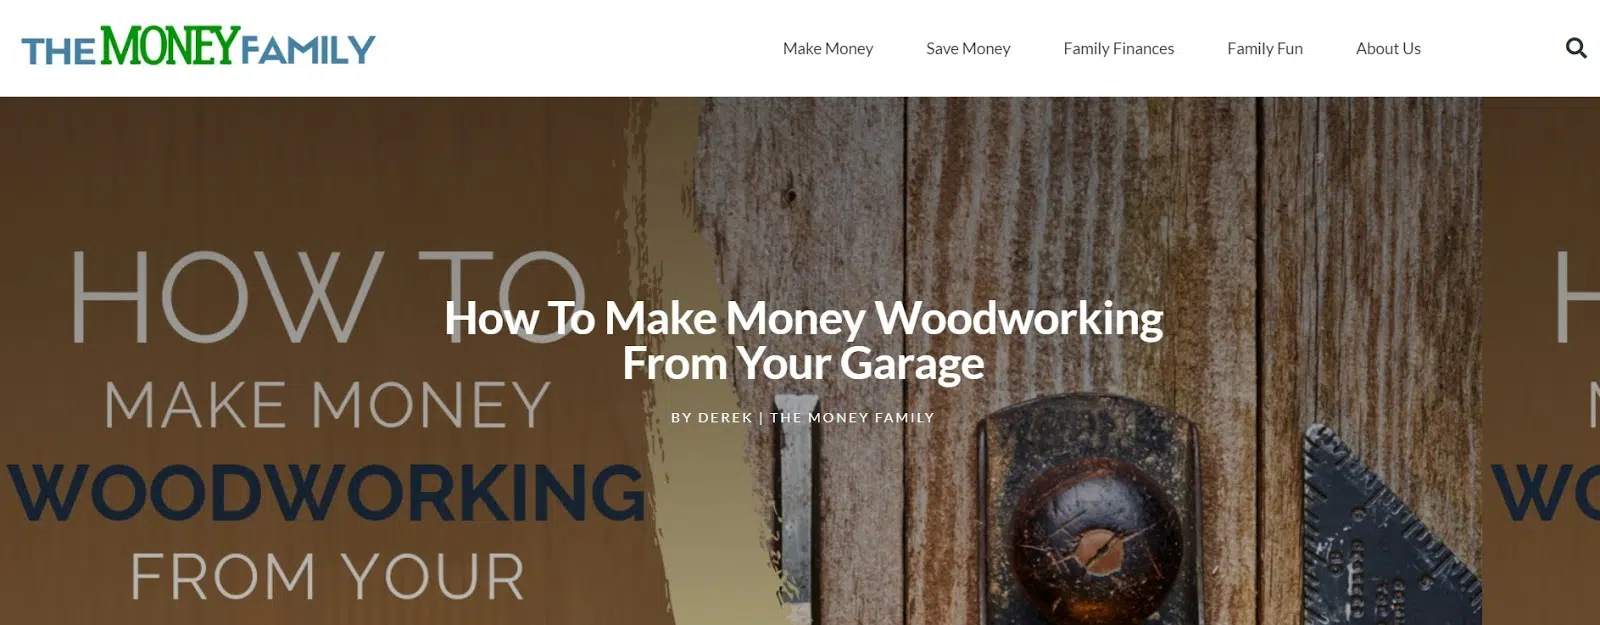 THE MONEY FAMILY
Make Money
Save Money
Family Finances
Family Fun
About Us
HOW TO
MAKE MONEY
WOODWORKING
FROM YOUR
How To Make Money Woodworking
From Your Garage
BY DEREK | THE MONEY FAMILY
H
WO